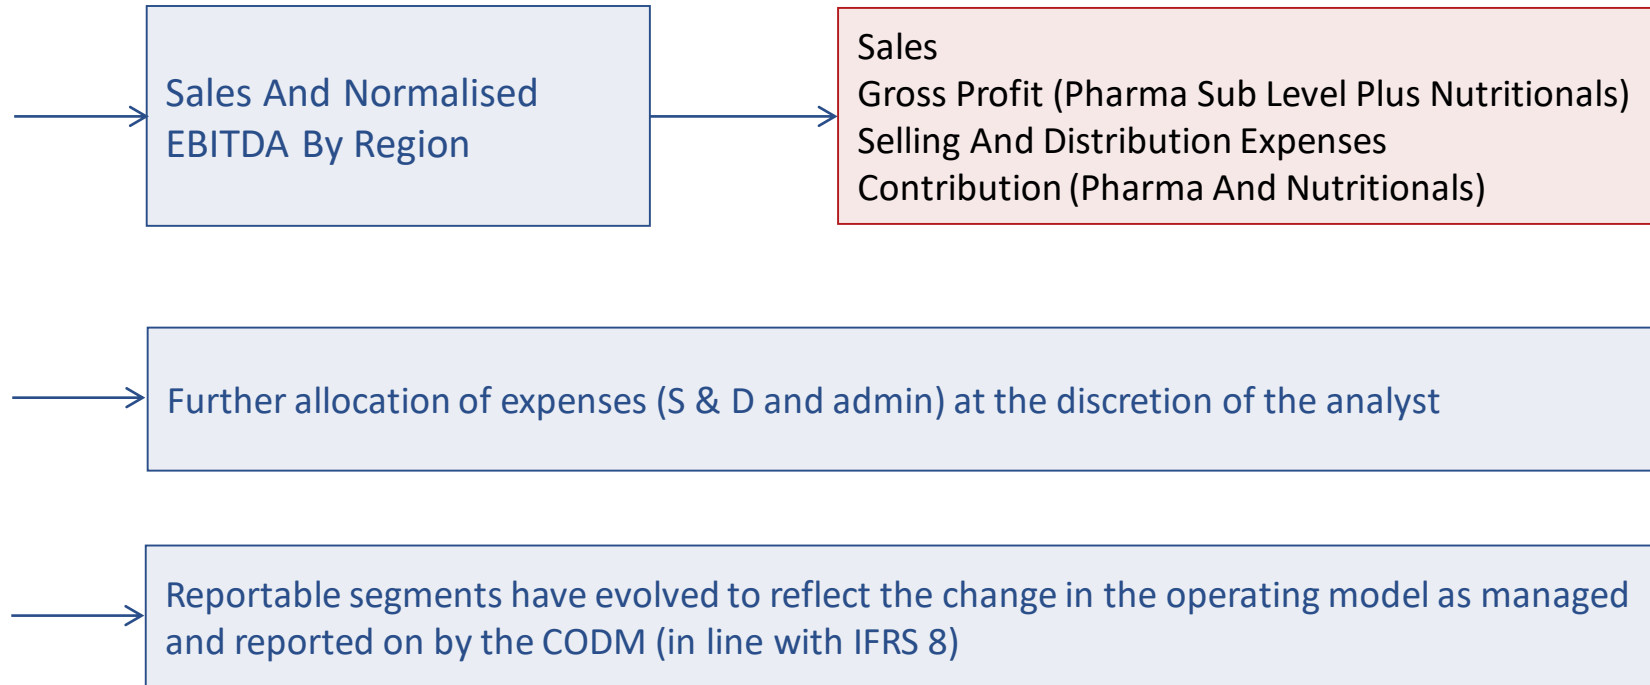 Sales And Normalised
EBITDA By Region
Sales
Gross Profit (Pharma Sub Level Plus Nutritionals)
Selling And Distribution Expenses
Contribution (Pharma And Nutritionals)
Further allocation of expenses (S & D and admin) at the discretion of the analyst
Reportable segments have evolved to reflect the change in the operating model as managed
and reported on by the CODM (in line with IFRS 8)